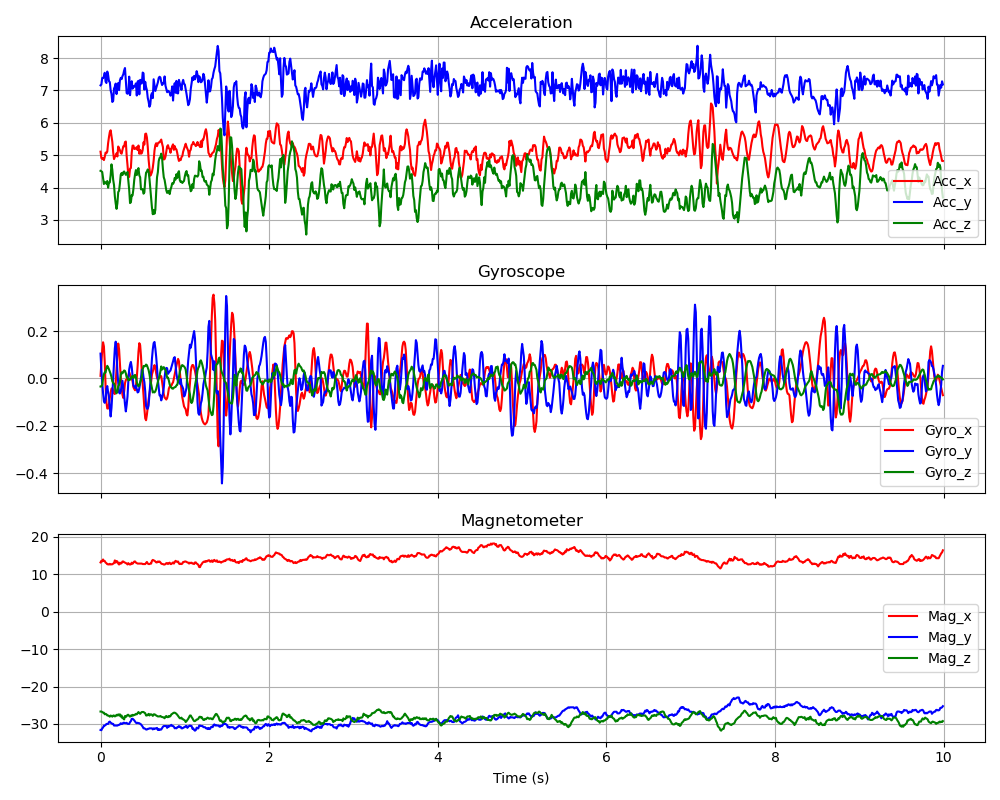 Acceleration
8
7
6
5
4
3
Acc_x
Acc_y
Acc_z
Gyroscope
0.2
0.0
−0.2
−0.4
Gyro_x
Gyro_y
Gyro_z
Magnetometer
20
10
0
−10
−20
−30
Mag_x
Mag_y
Mag_z
0 2 4 6 8 10
Time (s)